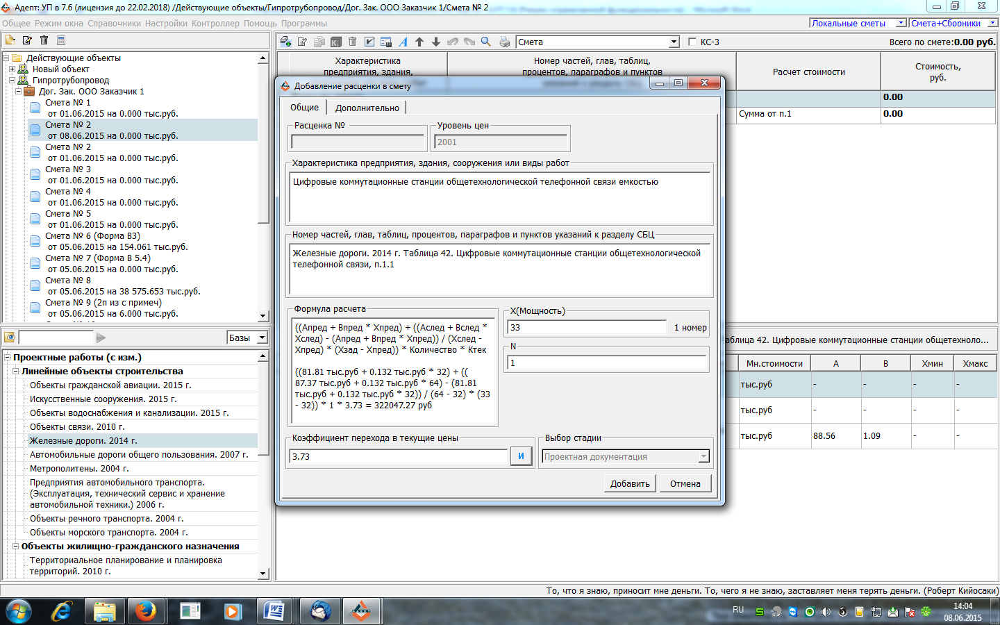 Адепт: УП в 7.6 (лицензия до 22.02.2018) /Действующие объекты/Гипротрубопровод/Дог. Зак. ООО Заказчик 1/Смета № 2
Общее Режим окна Справочники Настройки Контроллер Помощь Программы
Локальные сметы
Смета+Сборники
Смета
КС-3
Всего по смете:0.00 руб.
Действующие объекты
Новый объект
Гипротрубопровод
Дог. Зак. ООО Заказчик 1
Смета № 1
от 01.06.2015 на 0.000 тыс.руб.
Смета № 2
от 08.06.2015 на 0.000 тыс.руб.
Смета № 2
от 01.06.2015 на 0.000 тыс.руб.
Смета № 3
от 01.06.2015 на 0.000 тыс.руб.
Смета № 4
от 01.06.2015 на 0.000 тыс.руб.
Смета № 5
от 01.06.2015 на 0.000 тыс.руб.
Смета № 6 (Форма В3)
от 05.06.2015 на 154.061 тыс.руб.
Смета № 7 (Форма В 5.4)
от 05.06.2015 на 0.000 тыс.руб.
Смета № 8
от 05.06.2015 на 38 575.653 тыс.руб.
Смета № 9 (2п из с примеч)
от 05.06.2015 на 6.000 тыс.руб.
Базы
Проектные работы (с изм.)
Линейные объекты строительства
Объекты гражданской авиации. 2015 г.
Искусственные сооружения. 2015 г.
Объекты водоснабжения и канализации. 2015 г.
Объекты связи. 2010 г.
Железные дороги. 2014 г.
Автомобильные дороги общего пользования. 2007 г.
Метрополитены. 2004 г.
Предприятия автомобильного транспорта.
(Эксплуатация, технический сервис и хранение
автомобильной техники.) 2006 г.
Объекты речного транспорта. 2004 г.
Объекты морского транспорта. 2004 г.
Объекты жилищно-гражданского назначения
Территориальное планирование и планировка
территорий. 2010 г.
Характеристика
предприятия, здания,
Номер частей, глав, таблиц,
процентов, параграфов и пунктов
Расчет стоимости
Стоимость,
руб.
0.00
Сумма от п.1
0.00
Добавление расценки в смету
Общие
Дополнительно
Расценка №
Уровень цен
2001
Характеристика предприятия, здания, сооружения или виды работ
Цифровые коммутационные станции общетехнологической телефонной связи емкостью
Номер частей, глав, таблиц, процентов, параграфов и пунктов указаний к разделу СБЦ
Железные дороги. 2014 г. Таблица 42. Цифровые коммутационные станции общетехнологической
телефонной связи, п.1.1
Формула расчета
((Апред + Впред * Хпред) + ((Аслед + Вслед *
Хслед) - (Апред + Впред * Хпред)) / (Хслед -
Хпред) * (Хзад - Хпред)) * Количество * Ктек
((81.81 тыс.руб + 0.132 тыс.руб * 32) + ((
87.37 тыс.руб + 0.132 тыс.руб * 64) - (81.81
тыс.руб + 0.132 тыс.руб * 32)) / (64 - 32) * (33
- 32)) * 1 * 3.73 = 322047.27 руб
Х(Мощность)
33
1 номер
N
1
Коэффициент перехода в текущие цены
3.73
И
Выбор стадии
Проектная документация
Добавить
Отмена
аблица 42. Цифровые коммутационные станции общетехноло...
Мн.стоимости A B Xмин Xмакс
тыс.руб - - - -
тыс.руб - - - -
тыс.руб 88.56 1.09 - -
То, что я знаю, приносит мне деньги. То, чего я не знаю, заставляет меня терять деньги. (Роберт Кийосаки)
RU
14:04
08.06.2015